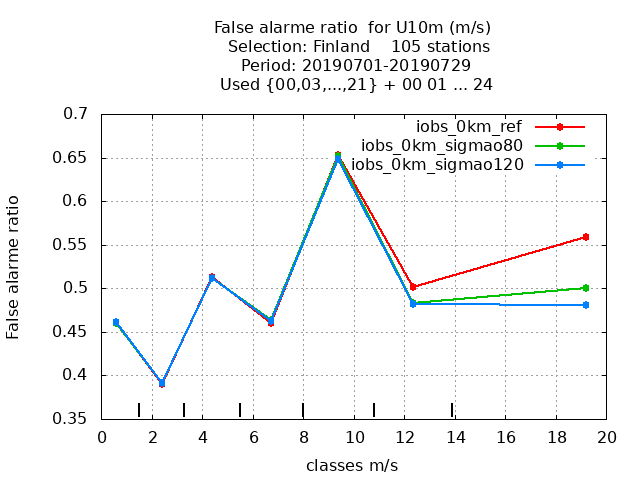 False alarme ratio  for U10m (m/s)
Selection: Finland    105 stations
Period: 20190701-20190729
Used {00,03,...,21} + 00 01 ... 24
iobs_0km_ref
iobs_0km_sigmao80
iobs_0km_sigmao120
False alarme ratio
0.7
0.65
0.6
0.55
0.5
0.45
0.4
0.35
0 2 4 6 8 10 12 14 16 18 20
classes m/s